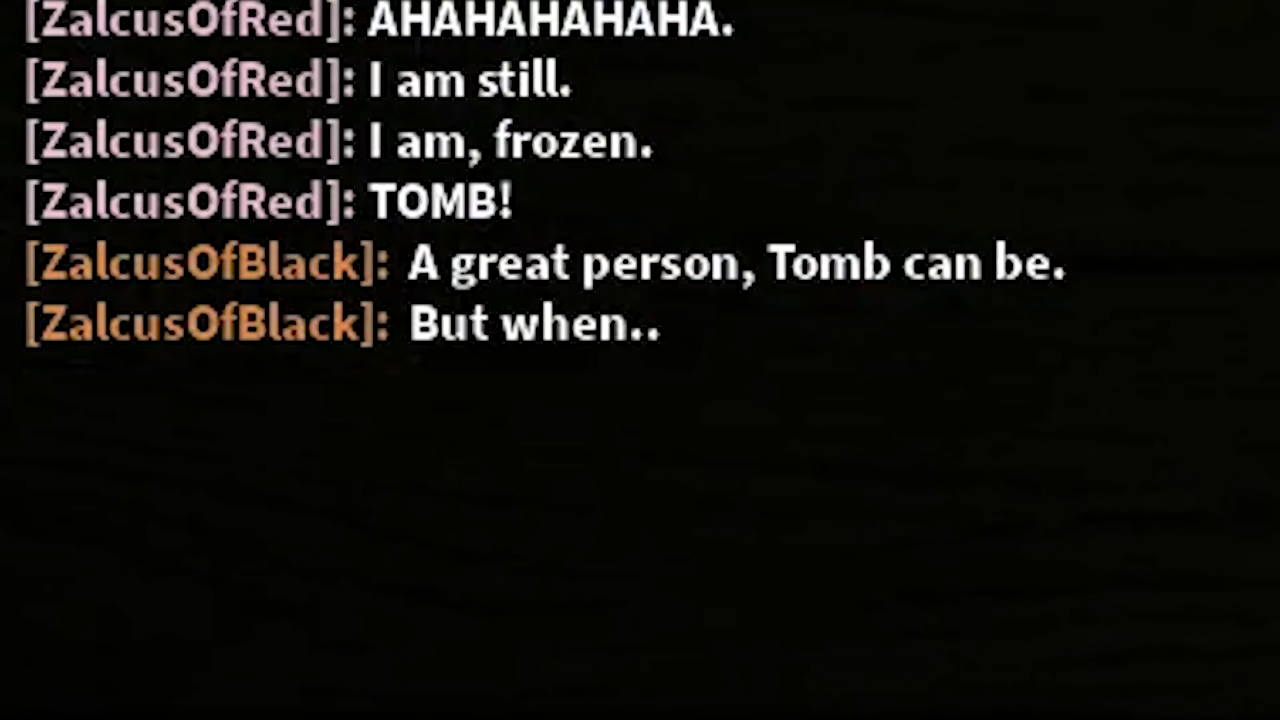 [ZalcusOfRed]: AHAHAHAHAHA.
[ZalcusOfRed]: I am still.
[ZalcusOfRed]: I am, frozen.
[ZalcusOfRed]: TOMB!
[ZalcusOfBlack]: A great person, Tomb can be.
[ZalcusOfBlack]: But when..